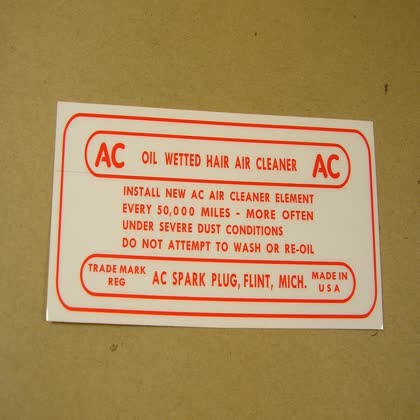 AC OIL WETTED HAIR AIR CLEANER AC
INSTALL NEW AC AIR CLEANER ELEMENT
EVERY 50,000 MILES - MORE OFTEN
UNDER SEVERE DUST CONDITIONS
DO NOT ATTEMPT TO WASH OR RE-OIL
TRADE MARK
REG
AC SPARK PLUG, FLINT, MICH.
MADE IN
USA